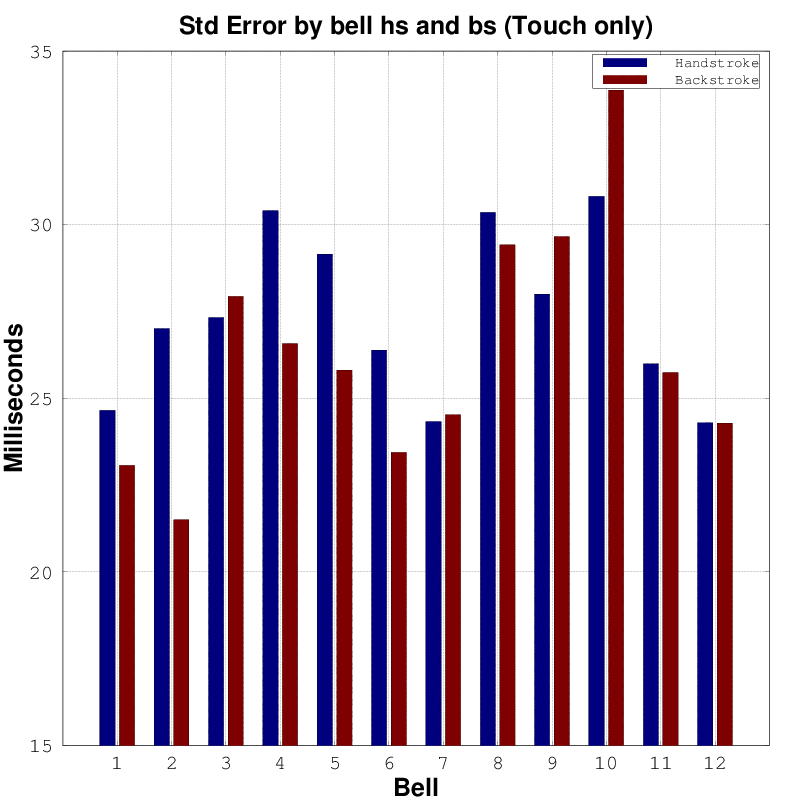 Std Error by bell hs and bs (Touch only)
35
Handstroke
Backstroke
30
25
20
15
Milliseconds
1 2 3 4 5 6 7 8 9 10 11 12
Bell